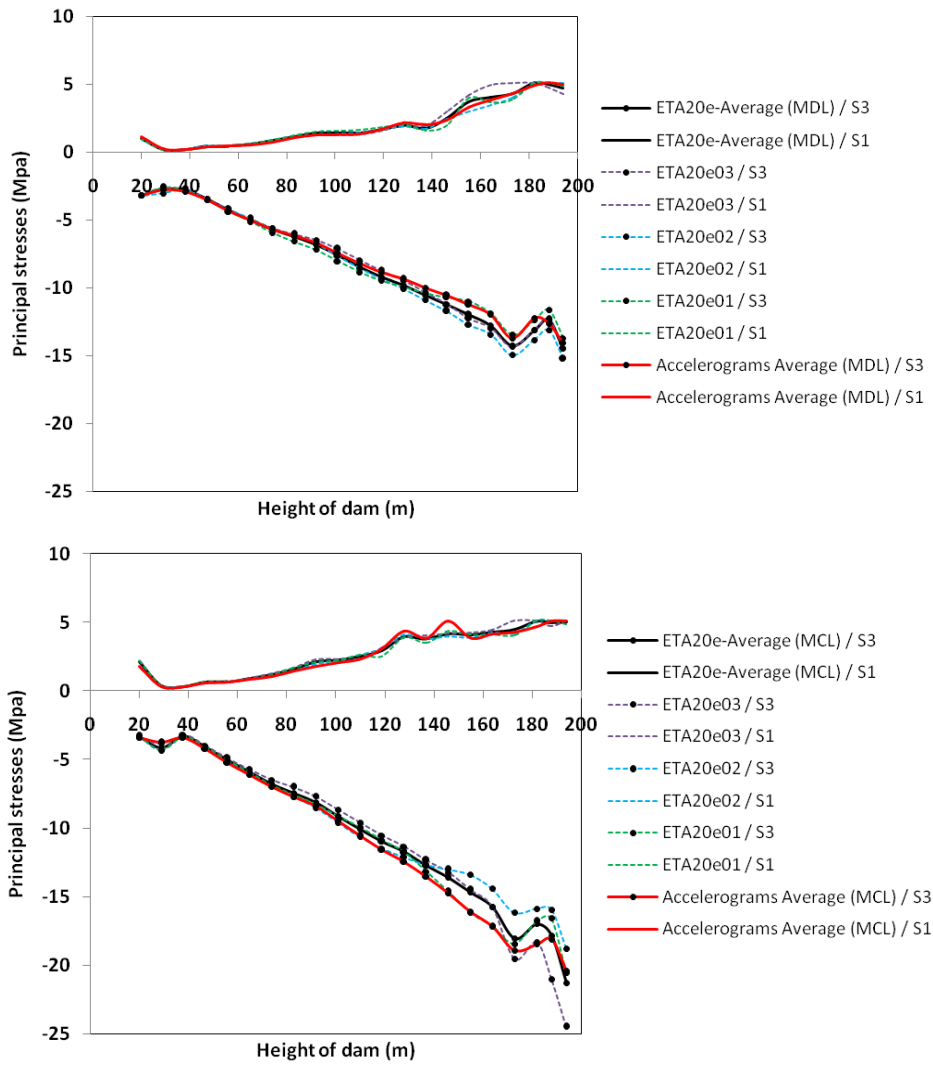 10
5
0
-5
-10
-15
-20
-25
0 20 40 60 80 100 120 140 160 180 200
Principal stresses (Mpa)
Height of dam (m)
ETA20e-Average (MDL) / S3
ETA20e-Average (MDL) / S1
ETA20e03 / S3
ETA20e03 / S1
ETA20e02 / S3
ETA20e02 / S1
ETA20e01 / S3
ETA20e01 / S1
Accelerograms Average (MDL) / S3
Accelerograms Average (MDL) / S1
10
5
0
-5
-10
-15
-20
-25
0 20 40 60 80 100 120 140 160 180 200
Principal stresses (Mpa)
Height of dam (m)
ETA20e-Average (MCL) / S3
ETA20e-Average (MCL) / S1
ETA20e03 / S3
ETA20e03 / S1
ETA20e02 / S3
ETA20e02 / S1
ETA20e01 / S3
ETA20e01 / S1
Accelerograms Average (MCL) / S3
Accelerograms Average (MCL) / S1